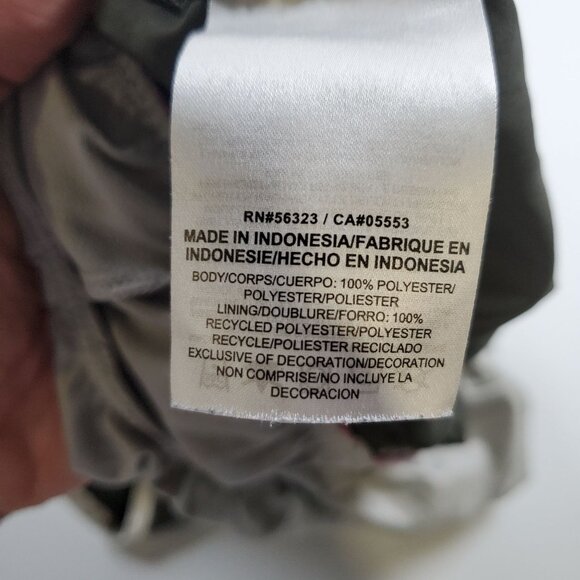 RN#56323 / CA#05553
MADE IN INDONESIA/FABRIQUE EN
INDONESIE/HECHO EN INDONESIA
BODY/CORPS/CUERPO: 100% POLYESTER/
POLYESTER/POLIESTER
LINING/DOUBLURE/FORRO: 100%
RECYCLED POLYESTER/POLYESTER
RECYCLE/POLIESTER RECICLADO
EXCLUSIVE OF DECORATION/DECORATION
NON COMPRISE/NO INCLUYE LA
DECORACION